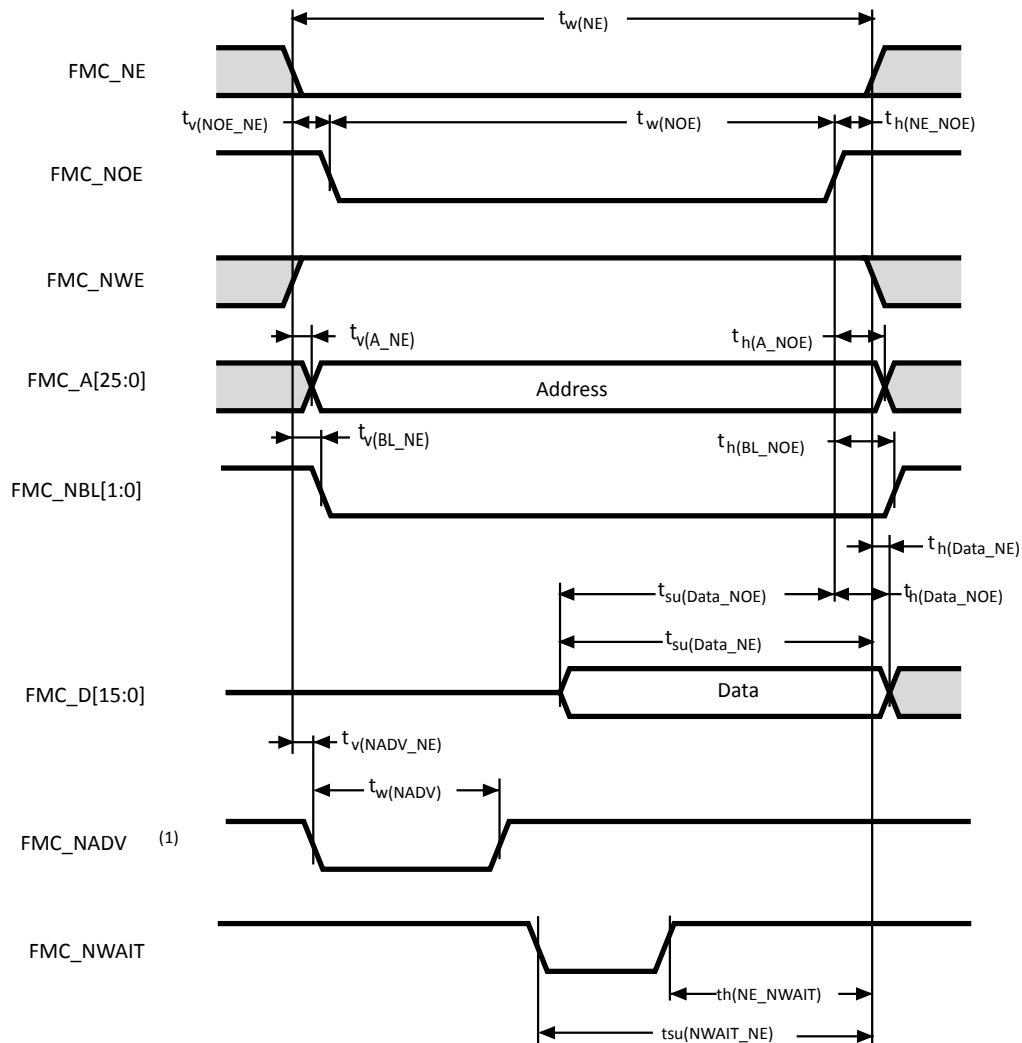 tw(NE)
FMC_NE
tv(NOE_NE)
tw(NOE)
th(NE_NOE)
FMC_NOE
FMC_NWE
tv(A_NE)
th(A_NOE)
FMC_A[25:0]
Address
tv(BL_NE)
th(BL_NOE)
FMC_NBL[1:0]
th(Data_NE)
tsu(Data_NOE)
th(Data_NOE)
tsu(Data_NE)
FMC_D[15:0]
Data
tv(NADV_NE)
tw(NADV)
FMC_NADV (1)
FMC_NWAIT
th(NE_NWAIT)
tsu(NWAIT_NE)